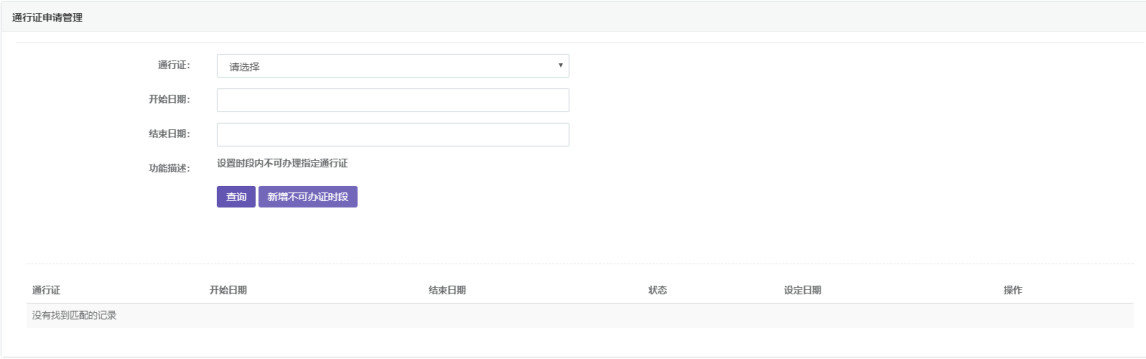 通行证申请管理
通行证： 请选择
开始日期：
结束日期：
功能描述： 设置时段内不可办理指定通行证
查询 新增不可办证时段
通行证 开始日期 结束日期 状态 设定日期 操作
没有找到匹配的记录